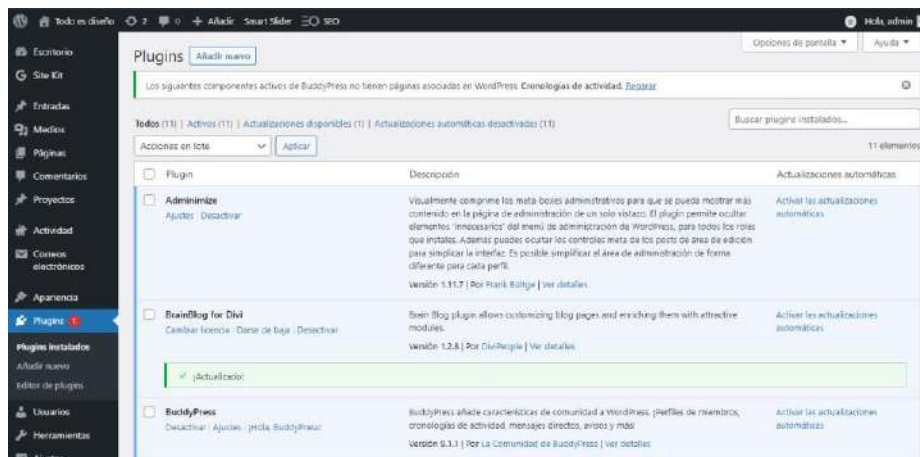 Todo es diseño 2 0 + Añadir Smart Slider SEO Hola, admin
Escritorio
Site Kit
Entradas
Medios
Páginas
Comentarios
Proyectos
Actividad
Correos
electrónicos
Apariencia
Plugins 1
Plugins instalados
Añadir nuevo
Editor de plugins
Usuarios
Herramientas
Ajustes
Opciones de pantalla Ayuda
Plugins Añadir nuevo
Los siguientes componentes activos de BuddyPress no tienen páginas asociadas en WordPress. Cronologías de actividad. Reparar
Todos (11) | Activos (11) | Actualizaciones disponibles (1) | Actualizaciones automáticas desactivadas (11)
Buscar plugins instalados...
Acciones en lote Aplicar
11 elementos
Plugin Descripción Actualizaciones automáticas
Adminimize
Ajustes | Desactivar
Visualmente comprime los meta-boxes administrativos para que se pueda mostrar más
contenido en la página de administración de un solo vistazo. El plugin permite ocultar
elementos 'innecesarios' del menú de administración de WordPress, para todos los roles
que instales. Además puedes ocultar los controles meta de los posts de área de edición
para simplicar la interfaz. Es posible simplificar el área de administración de forma
diferente para cada perfil.
Versión 1.11.7 | Por Frank Bültge | Ver detalles
Activar las actualizaciones
automáticas
BrainBlog for Divi
Cambiar licencia | Darse de baja | Desactivar
Brain Blog plugin allows customizing blog pages and enriching them with attractive
modules.
Versión 1.2.8 | Por DiviPeople | Ver detalles
Activar las actualizaciones
automáticas
¡Actualizado!
BuddyPress
Desactivar | Ajustes | ¡Hola, BuddyPress!
BuddyPress añade características de comunidad a WordPress. ¡Perfiles de miembros,
cronologías de actividad, mensajes directos, avisos y más!
Versión 9.1.1 | Por La Comunidad de BuddyPress | Ver detalles
Activar las actualizaciones
automáticas